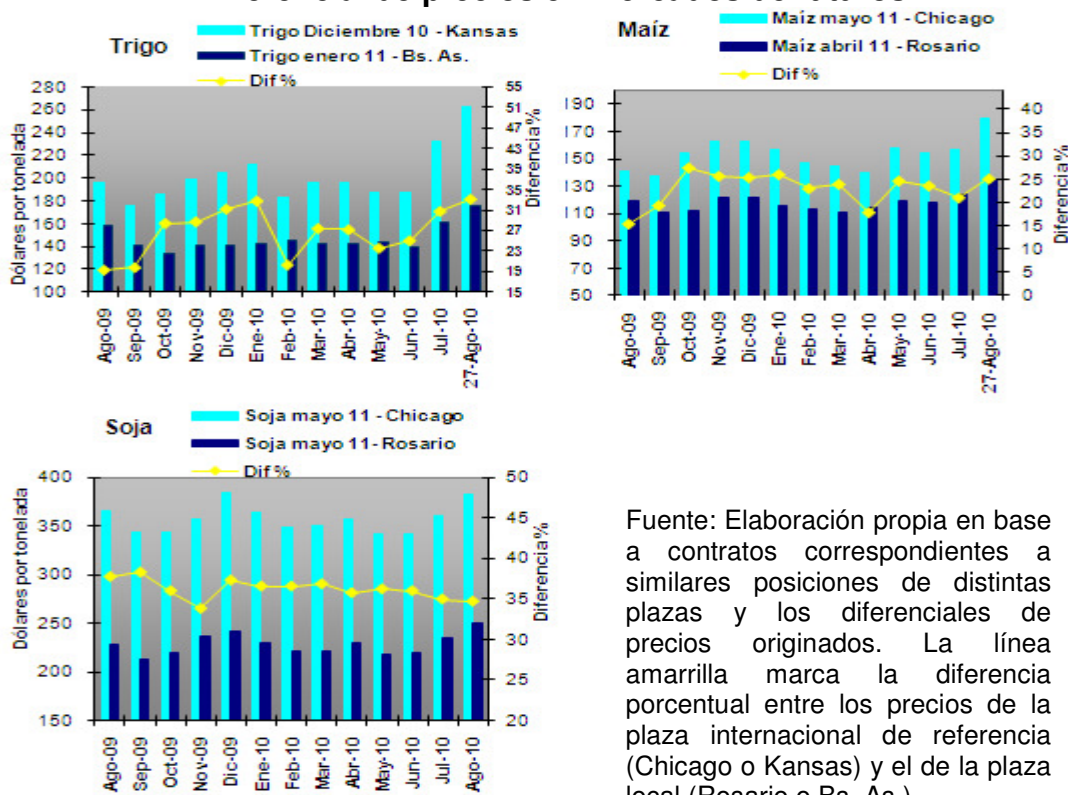 precios en mercados de futuros
Trigo
Trigo Diciembre 10 - Kansas
Trigo enero 11 - Bs. As.
Dif %
Dólares por tonelada
280
260
240
220
200
180
160
140
120
100
55
51
47
43
39
35
31
27
23
19
15
Diferencia%
Ago-09
Sep-09
Oct-09
Nov-09
Dic-09
Ene-10
Feb-10
Mar-10
Abr-10
May-10
Jun-10
Jul-10
27-Ago-10
Maíz
Maíz mayo 11 - Chicago
Maíz abril 11 - Rosario
Dif %
190
170
150
130
110
90
70
50
40
35
30
25
20
15
10
5
0
Diferencia%
Ago-09
Sep-09
Oct-09
Nov-09
Dic-09
Ene-10
Feb-10
Mar-10
Abr-10
May-10
Jun-10
Jul-10
27-Ago-10
Soja
Soja mayo 11 - Chicago
Soja mayo 11- Rosario
Dif %
Dólares por tonelada
400
350
300
250
200
150
50
45
40
35
30
25
20
Diferencia%
Ago-09
Sep-09
Oct-09
Nov-09
Dic-09
Ene-10
Feb-10
Mar-10
Abr-10
May-10
Jun-10
Jul-10
Ago-10
Fuente: Elaboración propia en base
a contratos correspondientes a
similares posiciones de distintas
plazas y los diferenciales de
precios originados. La línea
amarrilla marca la diferencia
porcentual entre los precios de la
plaza internacional de referencia
(Chicago o Kansas) y el de la plaza
local (Rosario o Bs. As.)